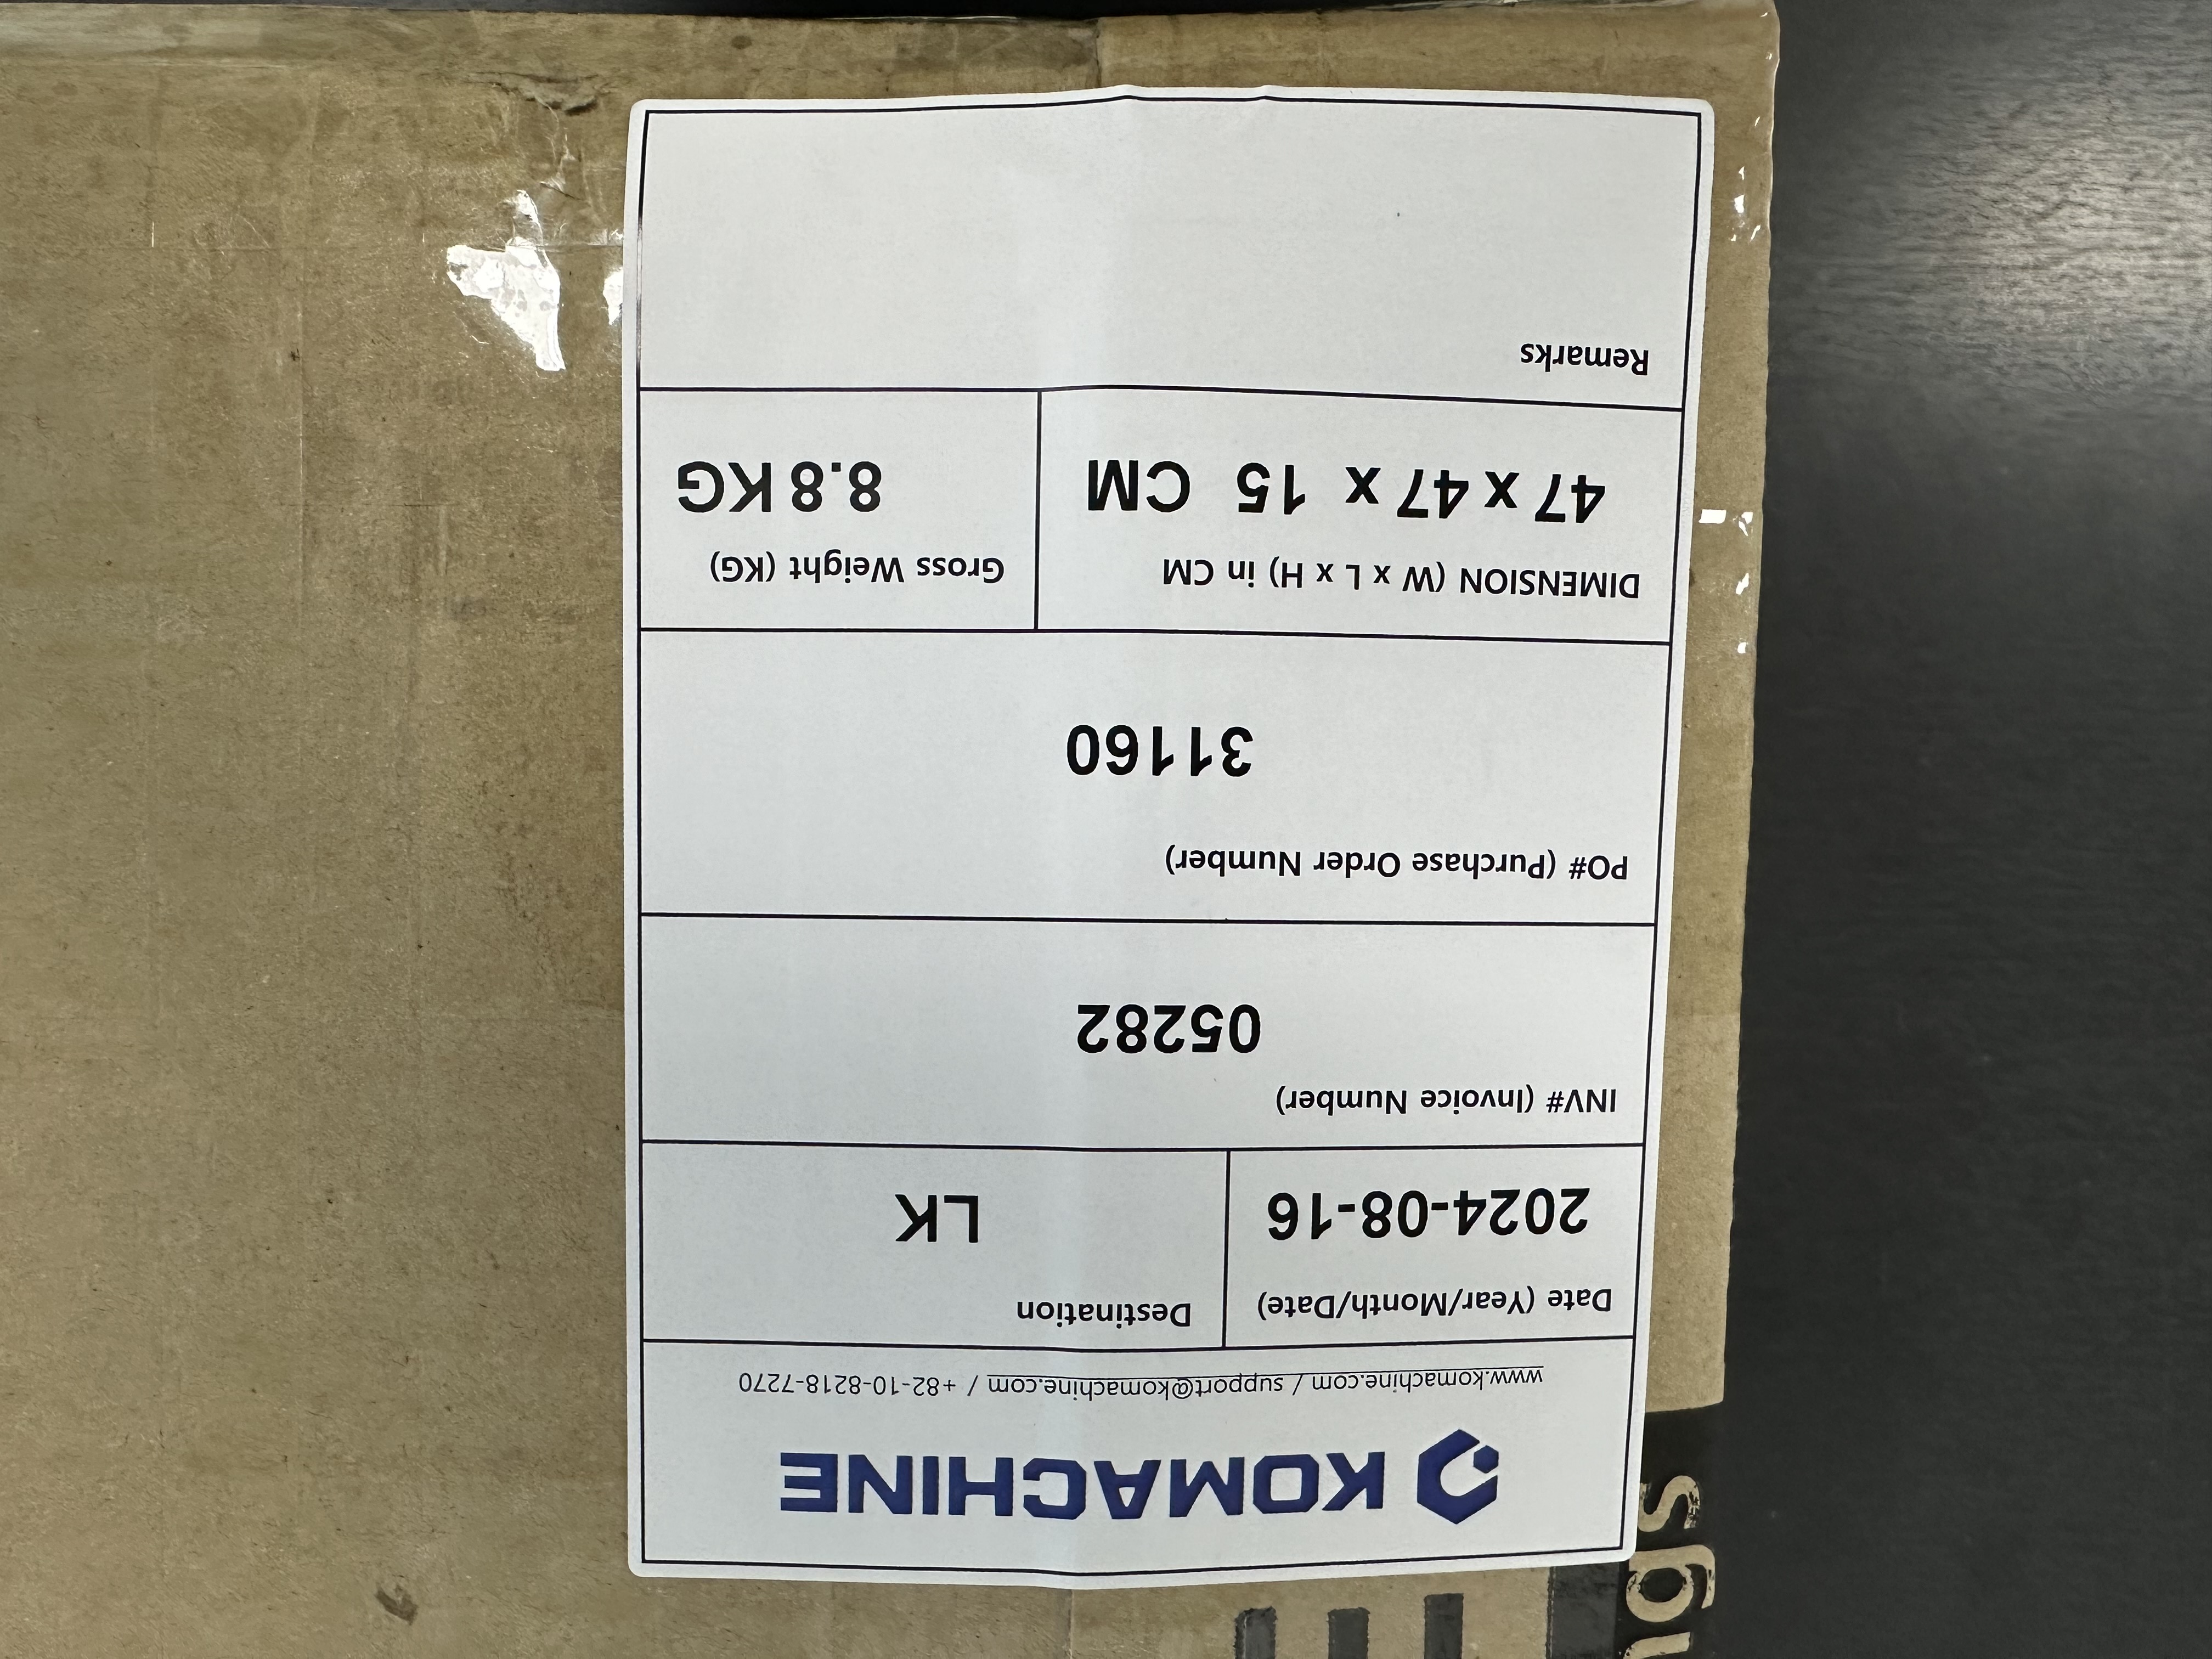 KOMACHINE
www.komachine.com / support@komachine.com / +82-10-8218-7270
Date (Year/Month/Date)
2024-08-16
Destination
LK
INV# (Invoice Number)
05282
PO# (Purchase Order Number)
31160
DIMENSION (W x L x H) in CM
47 x 47 x 15 CM
Gross Weight (KG)
8.8 KG
Remarks